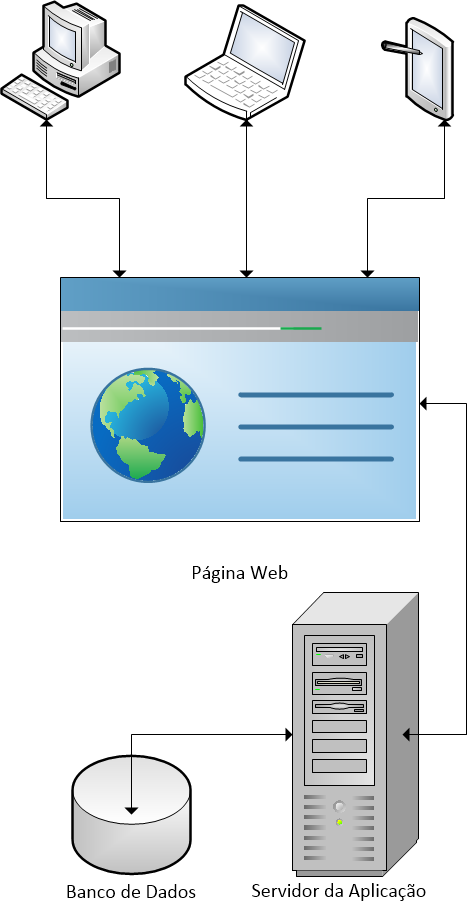 Página Web
Banco de Dados
Servidor da Aplicação